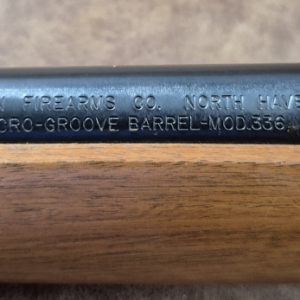 FIREARMS CO. NORTH HAVE
CRO-GROOVE BARREL-MOD.336